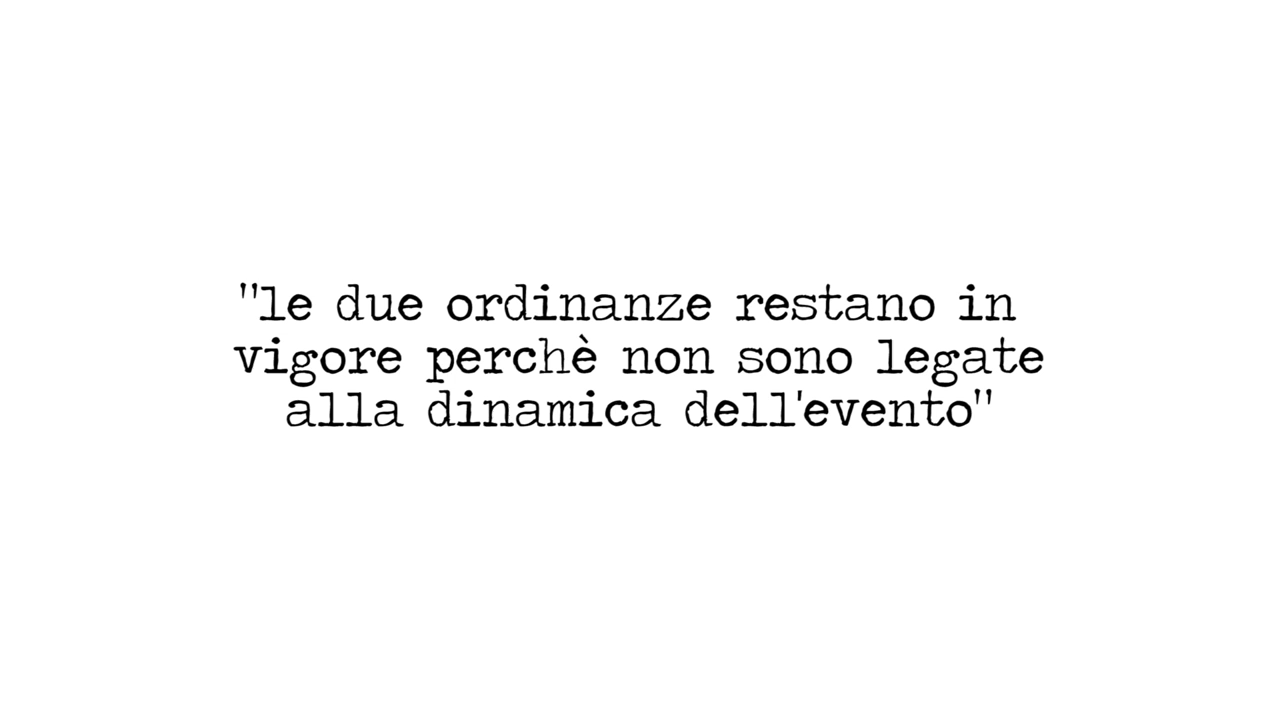 "le due ordinanze restano in
vigore perchè non sono legate
alla dinamica dell'evento"